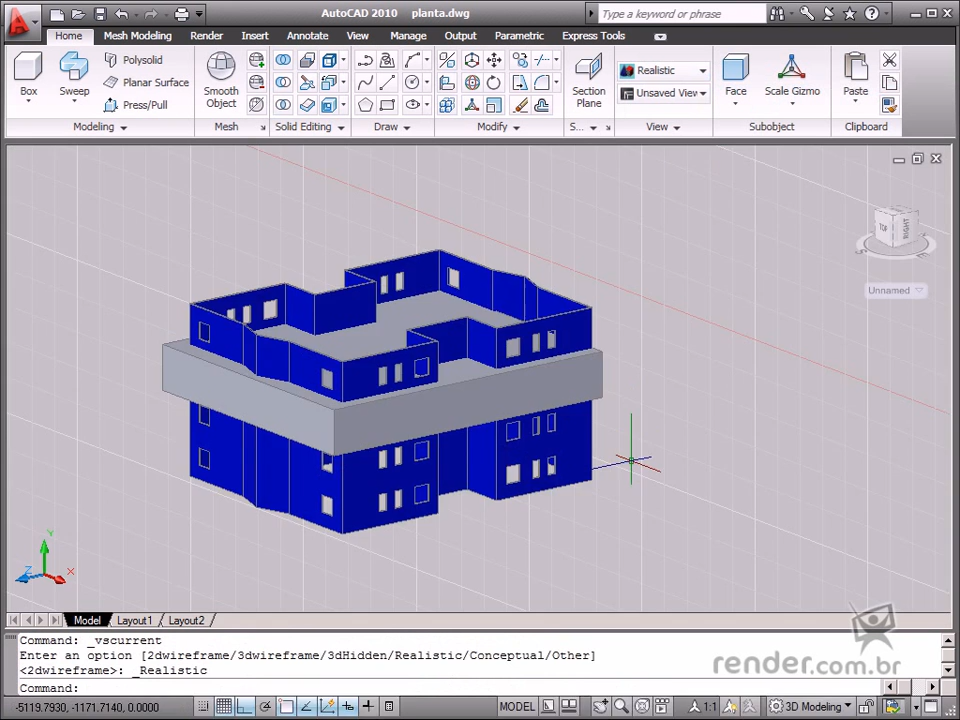 AutoCAD 2010 planta.dwg
Type a keyword or phrase
Home Mesh Modeling Render Insert Annotate View Manage Output Parametric Express Tools
Box
Sweep
Polysolid
Planar Surface
Press/Pull
Smooth
Object
Section
Plane
Realistic
Unsaved View
Face
Scale Gizmo
Paste
Modeling Mesh Solid Editing Draw Modify S... View Subobject Clipboard
TOP
RIGHT
Unnamed
Y
Z
X
Model Layout1 Layout2
Command: _vscurrent
Enter an option [2dwireframe/3dwireframe/3dHidden/Realistic/Conceptual/Other]
<2dwireframe>: _Realistic
Command:
render.com.br
-5119.7930, -1171.7140, 0.0000
MODEL
1:1
3D Modeling